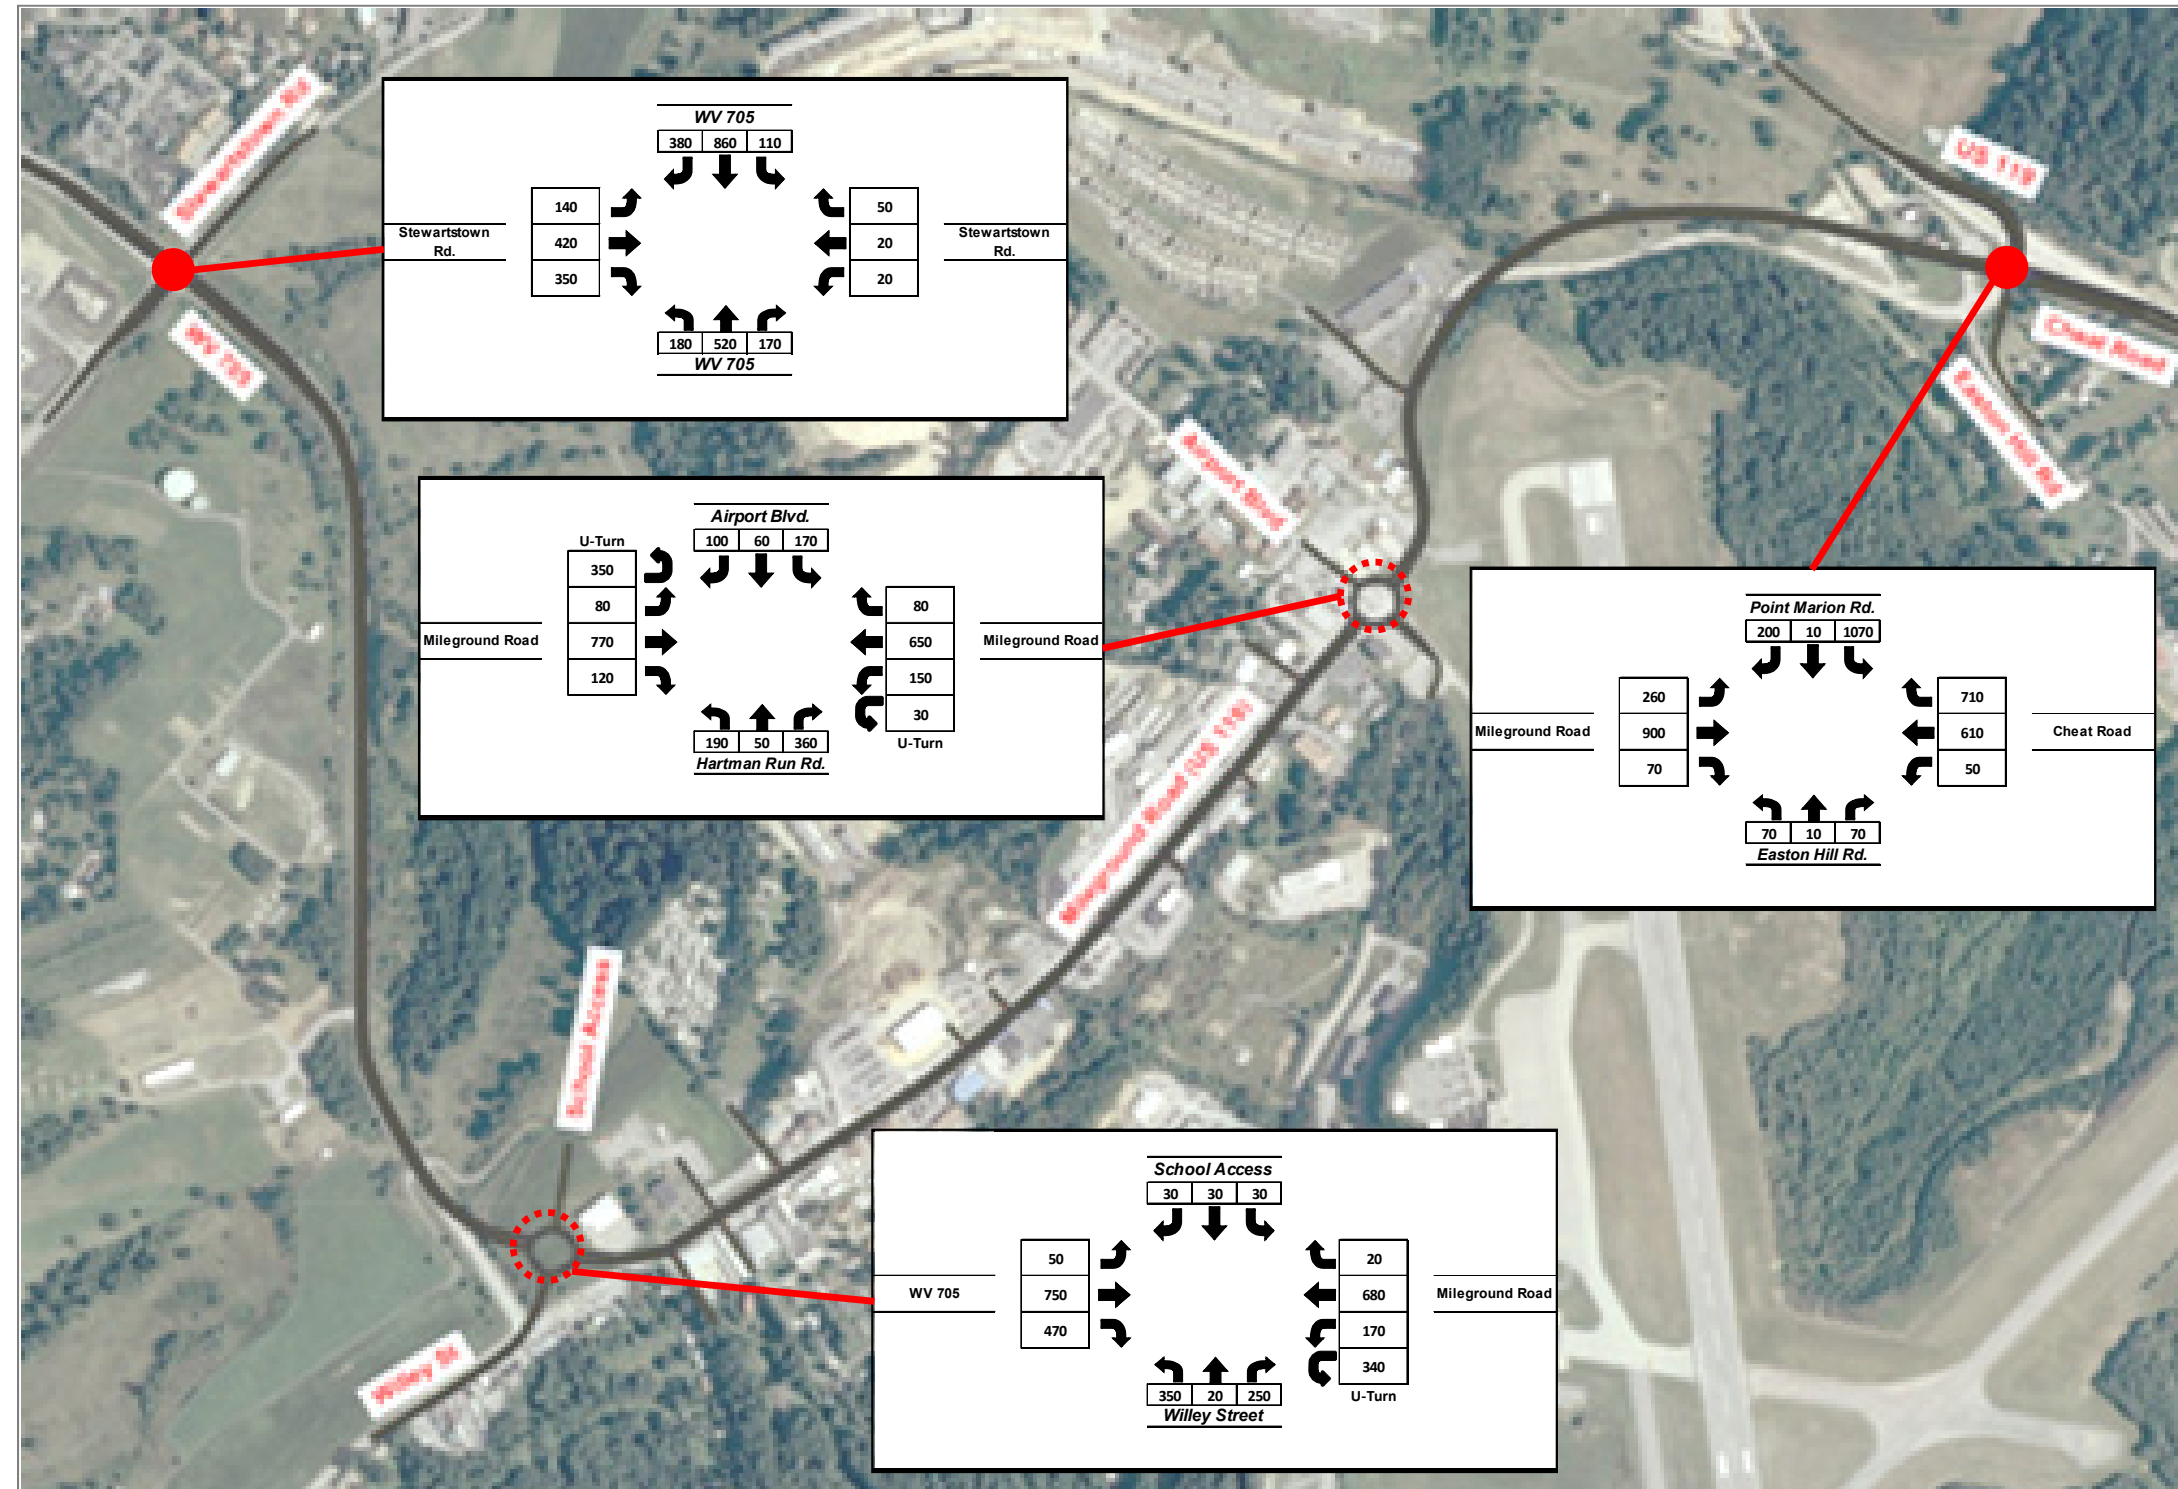 Stewartstown Rd
WV 705
WV 705
380 860 110
140
420
350
50
20
20
Stewartstown
Rd.
Stewartstown
Rd.
180 520 170
WV 705
US 119
Cheat Road
Easton Hill Rd
Airport Blvd
Airport Blvd.
100 60 170
U-Turn
350
80
770
120
80
650
150
30
U-Turn
Mileground Road
Mileground Road
190 50 360
Hartman Run Rd.
Point Marion Rd.
200 10 1070
260
900
70
710
610
50
Mileground Road
Cheat Road
70 10 70
Easton Hill Rd.
Mileground Road (US 119)
School Access
School Access
30 30 30
50
750
470
20
680
170
340
U-Turn
WV 705
Mileground Road
350 20 250
Willey Street
Willey St